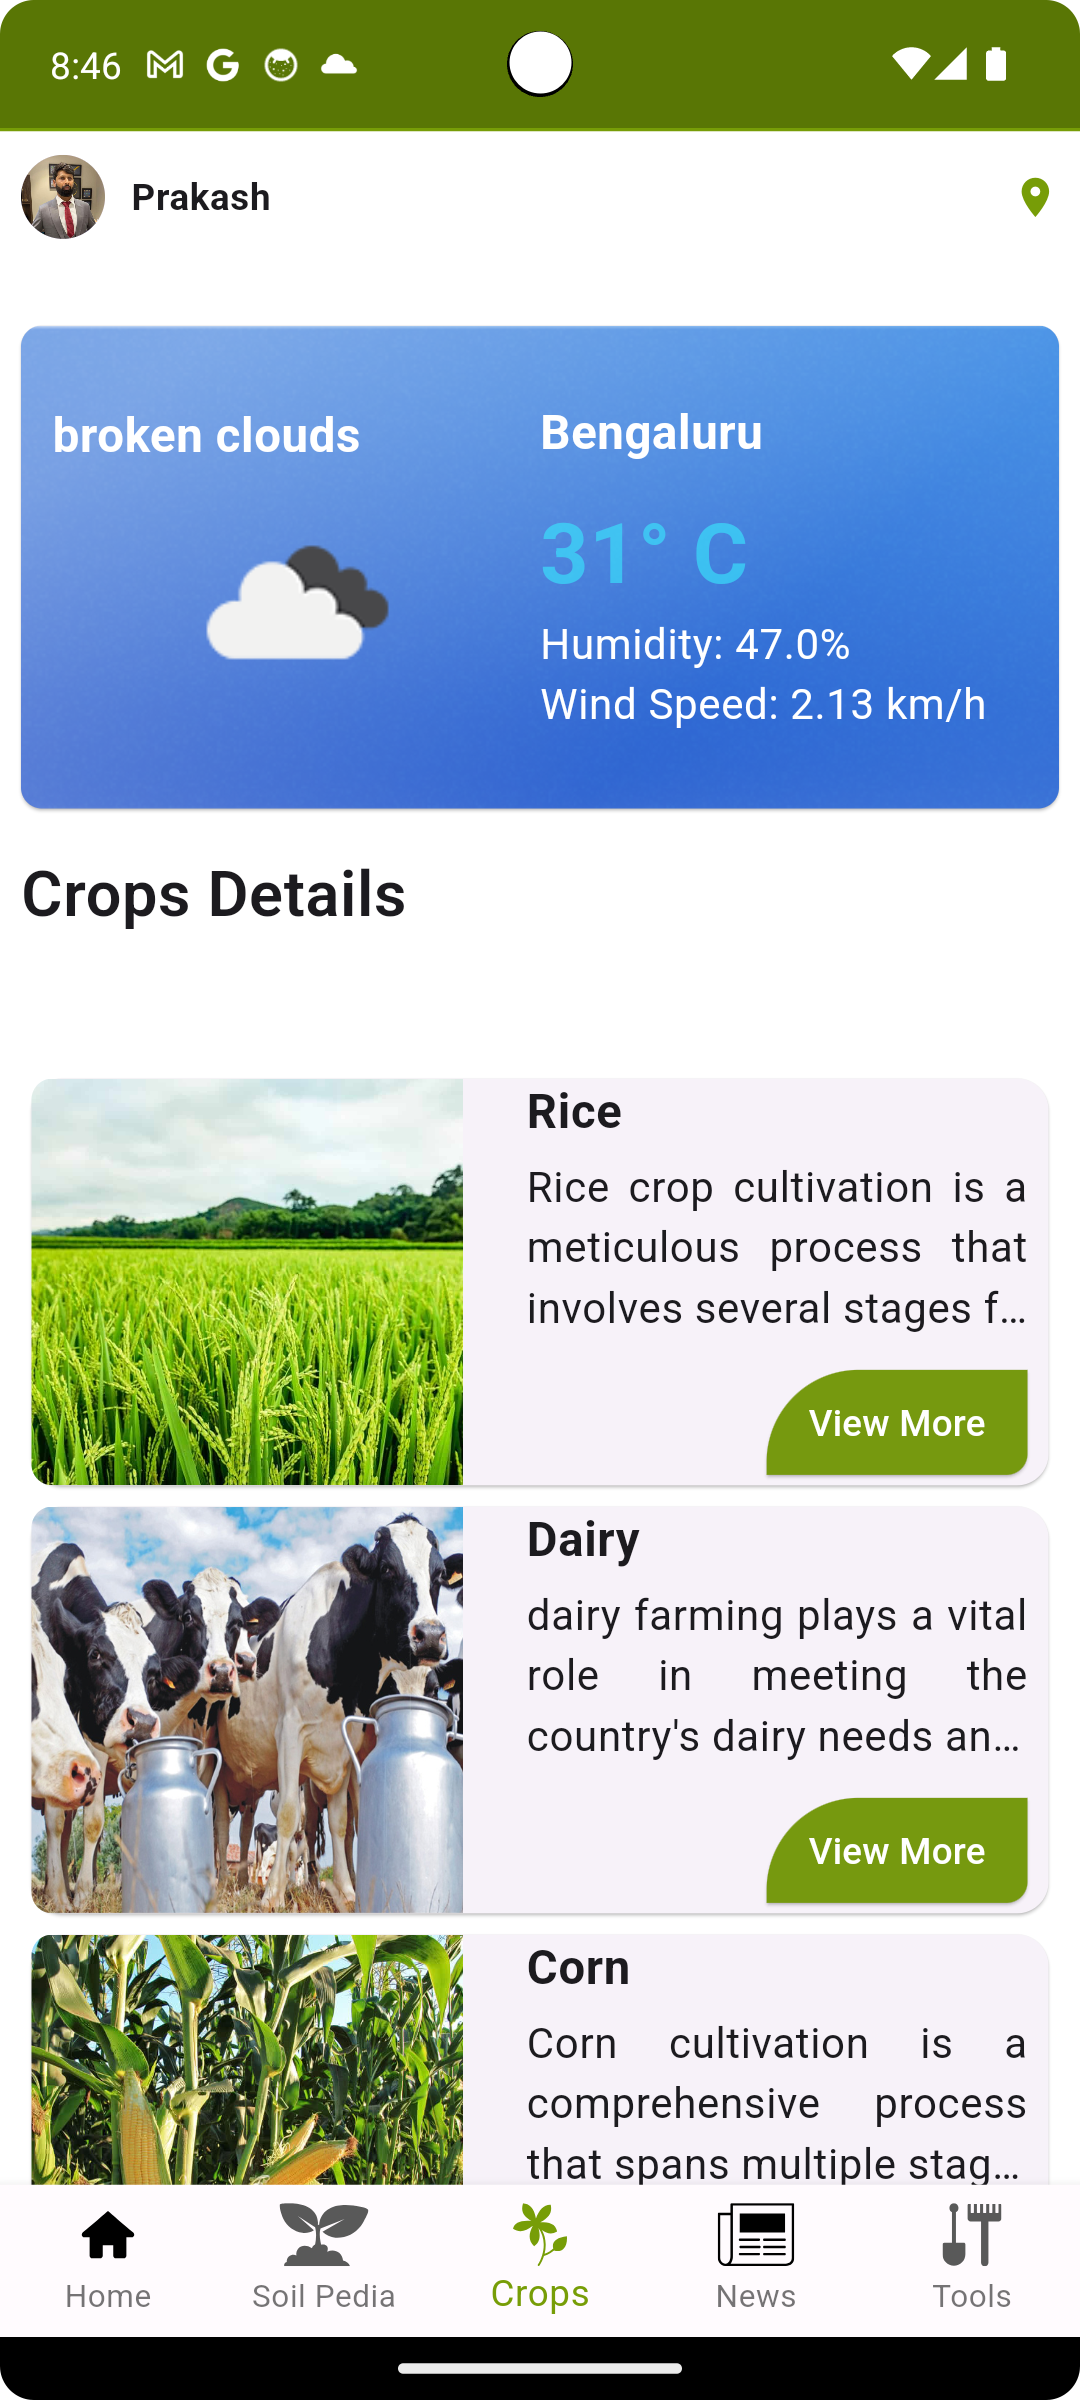 8:46
Prakash
broken clouds
Bengaluru
31° C
Humidity: 47.0%
Wind Speed: 2.13 km/h
Crops Details
Rice
Rice crop cultivation is a
meticulous process that
involves several stages f…
View More
Dairy
dairy farming plays a vital
role in meeting the
country's dairy needs an…
View More
Corn
Corn cultivation is a
comprehensive process
that spans multiple stag…
Home
Soil Pedia
Crops
News
Tools